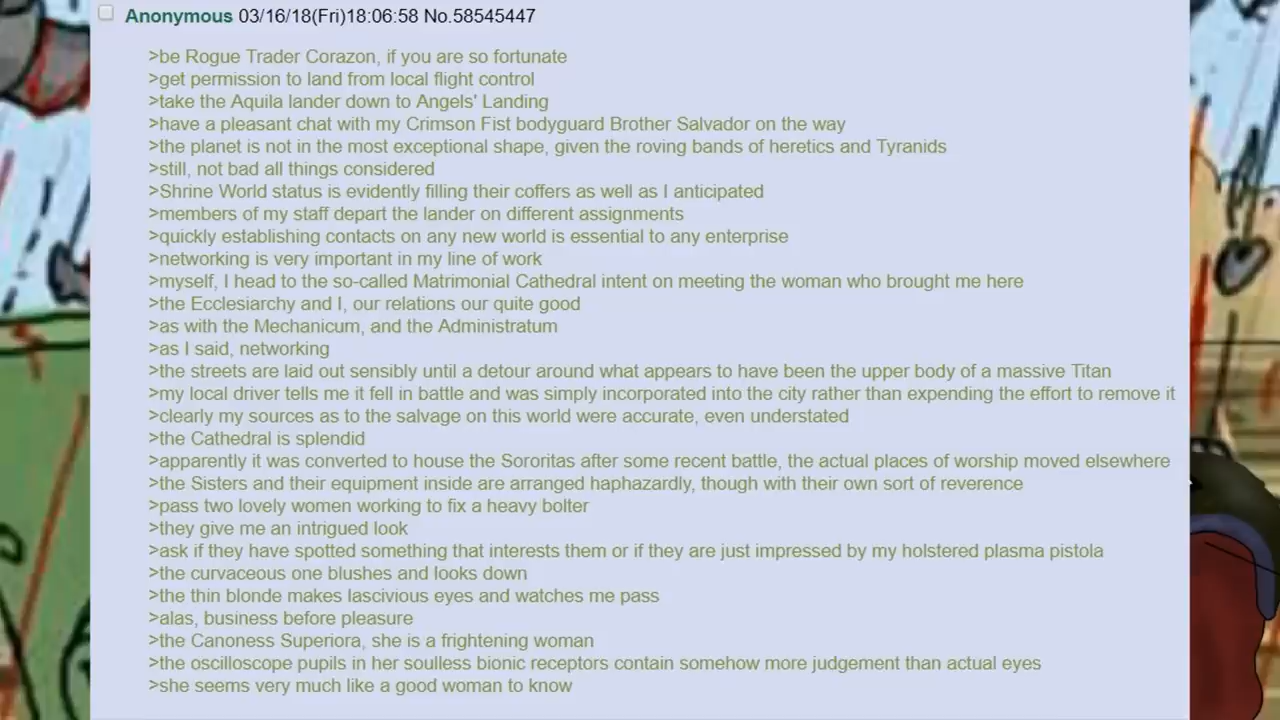 Anonymous 03/16/18(Fri)18:06:58 No.58545447
>be Rogue Trader Corazon, if you are so fortunate
>get permission to land from local flight control
>take the Aquila lander down to Angels' Landing
>have a pleasant chat with my Crimson Fist bodyguard Brother Salvador on the way
>the planet is not in the most exceptional shape, given the roving bands of heretics and Tyranids
>still, not bad all things considered
>Shrine World status is evidently filling their coffers as well as I anticipated
>members of my staff depart the lander on different assignments
>quickly establishing contacts on any new world is essential to any enterprise
>networking is very important in my line of work
>myself, I head to the so-called Matrimonial Cathedral intent on meeting the woman who brought me here
>the Ecclesiarchy and I, our relations our quite good
>as with the Mechanicum, and the Administratum
>as I said, networking
>the streets are laid out sensibly until a detour around what appears to have been the upper body of a massive Titan
>my local driver tells me it fell in battle and was simply incorporated into the city rather than expending the effort to remove it
>clearly my sources as to the salvage on this world were accurate, even understated
>the Cathedral is splendid
>apparently it was converted to house the Sororitas after some recent battle, the actual places of worship moved elsewhere
>the Sisters and their equipment inside are arranged haphazardly, though with their own sort of reverence
>pass two lovely women working to fix a heavy bolter
>they give me an intrigued look
>ask if they have spotted something that interests them or if they are just impressed by my holstered plasma pistola
>the curvaceous one blushes and looks down
>the thin blonde makes lascivious eyes and watches me pass
>alas, business before pleasure
>the Canoness Superiora, she is a frightening woman
>the oscilloscope pupils in her soulless bionic receptors contain somehow more judgement than actual eyes
>she seems very much like a good woman to know